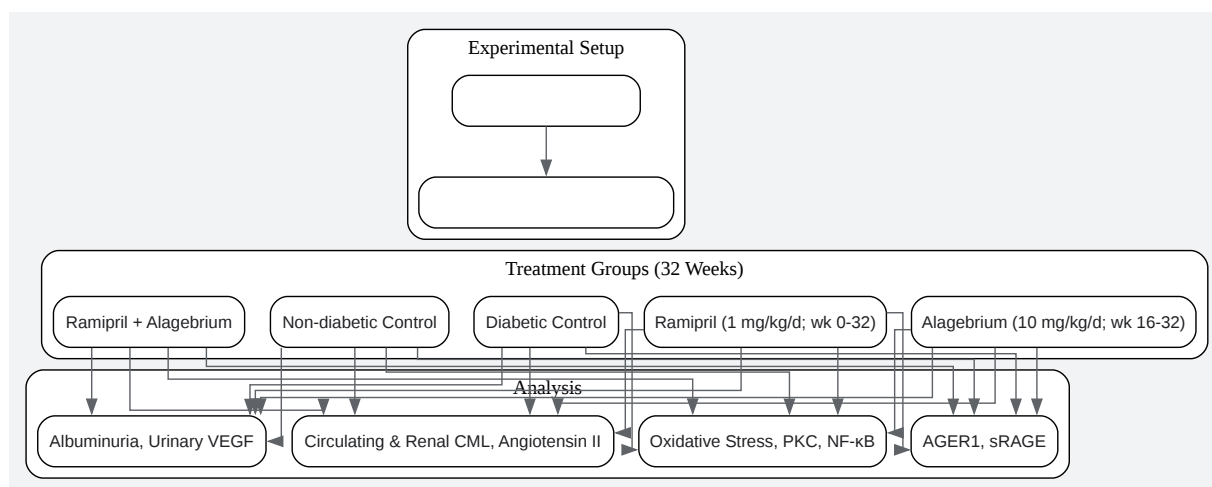 Experimental Setup
Treatment Groups (32 Weeks)
Ramipril + Alagebrium
Non-diabetic Control
Diabetic Control
Ramipril (1 mg/kg/d; wk 0-32)
Alagebrium (10 mg/kg/d; wk 16-32)
Analysis
Albuminuria, Urinary VEGF
Circulating & Renal CML, Angiotensin II
Oxidative Stress, PKC, NF-κB
AGER1, sRAGE